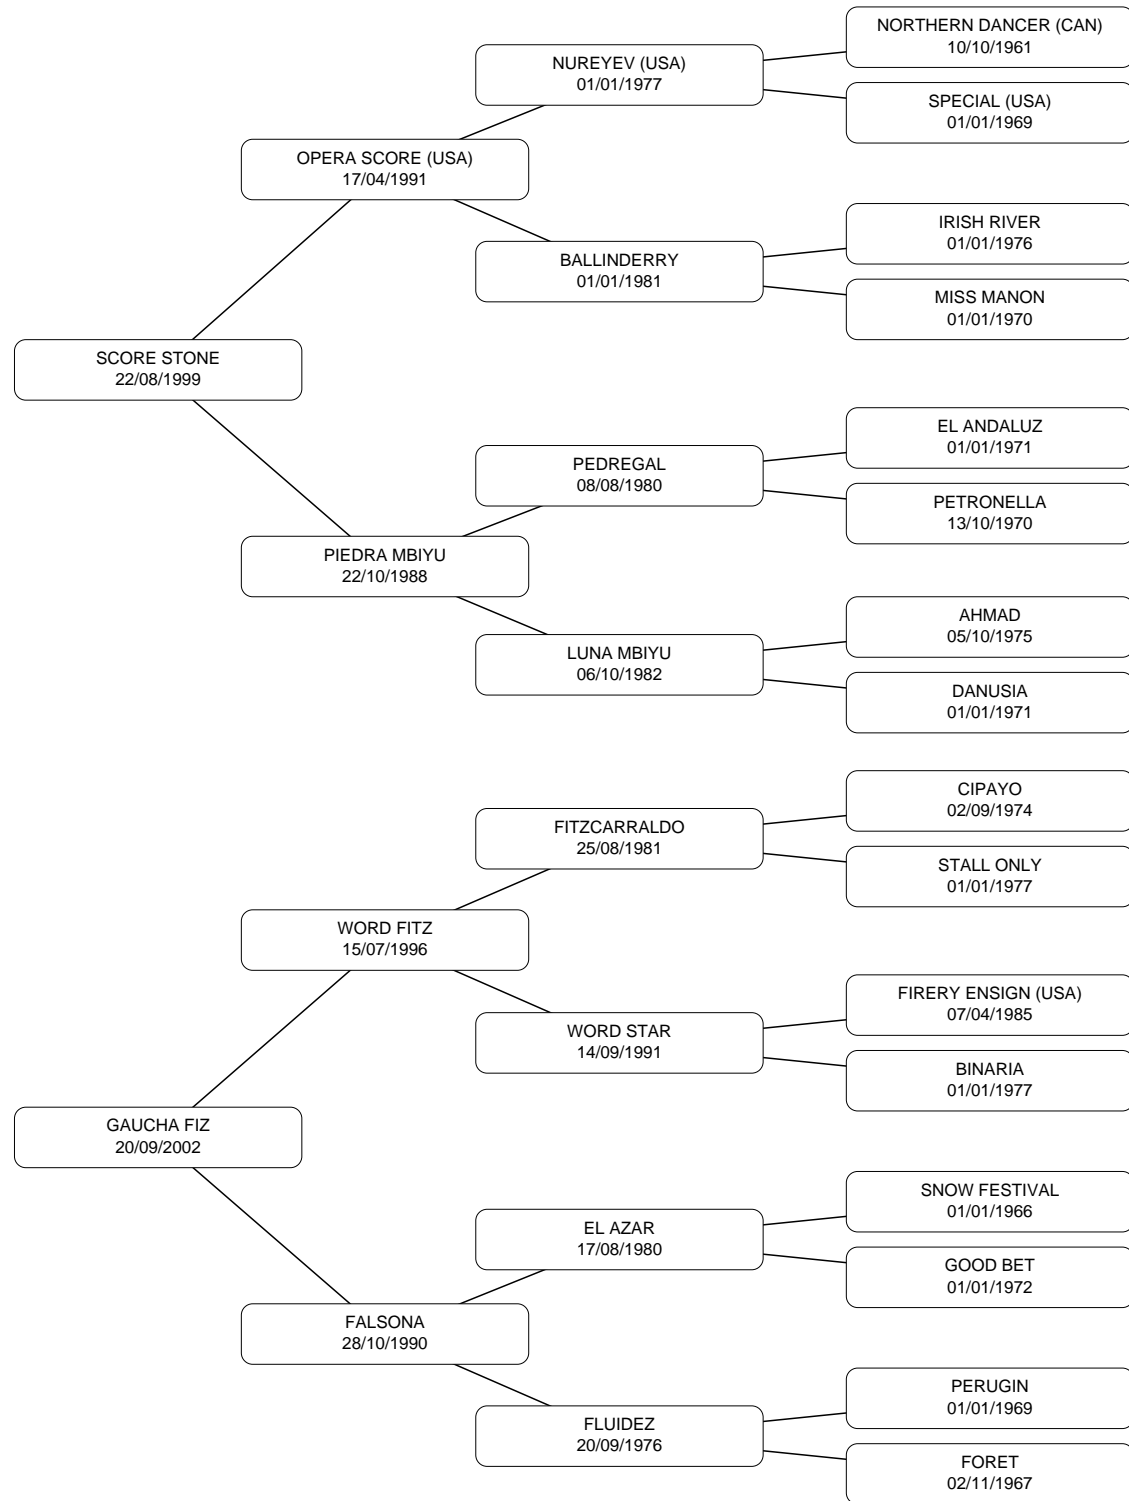 NORTHERN DANCER (CAN)
10/10/1961
NUREYEV (USA)
01/01/1977
SPECIAL (USA)
01/01/1969
OPERA SCORE (USA)
17/04/1991
IRISH RIVER
01/01/1976
BALLINDERRY
01/01/1981
MISS MANON
01/01/1970
SCORE STONE
22/08/1999
EL ANDALUZ
01/01/1971
PEDREGAL
08/08/1980
PETRONELLA
13/10/1970
PIEDRA MBIYU
22/10/1988
AHMAD
05/10/1975
LUNA MBIYU
06/10/1982
DANUSIA
01/01/1971
CIPAYO
02/09/1974
FITZCARRALDO
25/08/1981
STALL ONLY
01/01/1977
WORD FITZ
15/07/1996
FIRERY ENSIGN (USA)
07/04/1985
WORD STAR
14/09/1991
BINARIA
01/01/1977
GAUCHA FIZ
20/09/2002
SNOW FESTIVAL
01/01/1966
EL AZAR
17/08/1980
GOOD BET
01/01/1972
FALSONA
28/10/1990
PERUGIN
01/01/1969
FLUIDEZ
20/09/1976
FORET
02/11/1967